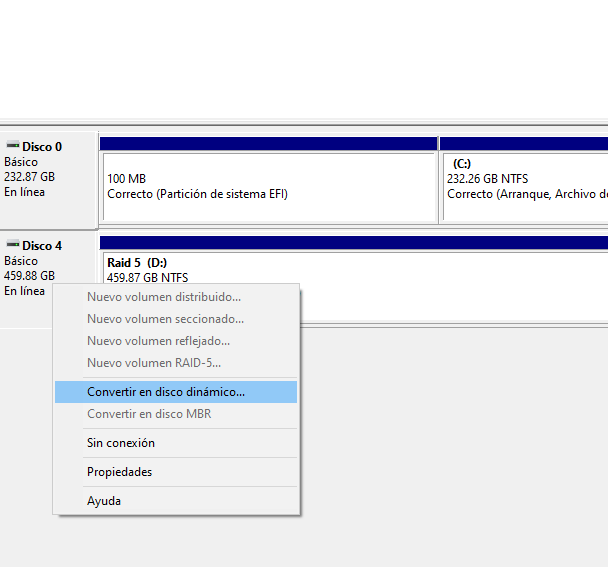 Disco 0
Básico
232.87 GB
En línea
100 MB
Correcto (Partición de sistema EFI)
(C:)
232.26 GB NTFS
Correcto (Arranque, Archivo de
Disco 4
Básico
459.88 GB
En línea
Raid 5 (D:)
459.87 GB NTFS
Nuevo volumen distribuido...
Nuevo volumen seccionado...
Nuevo volumen reflejado...
Nuevo volumen RAID-5...
Convertir en disco dinámico...
Convertir en disco MBR
Sin conexión
Propiedades
Ayuda